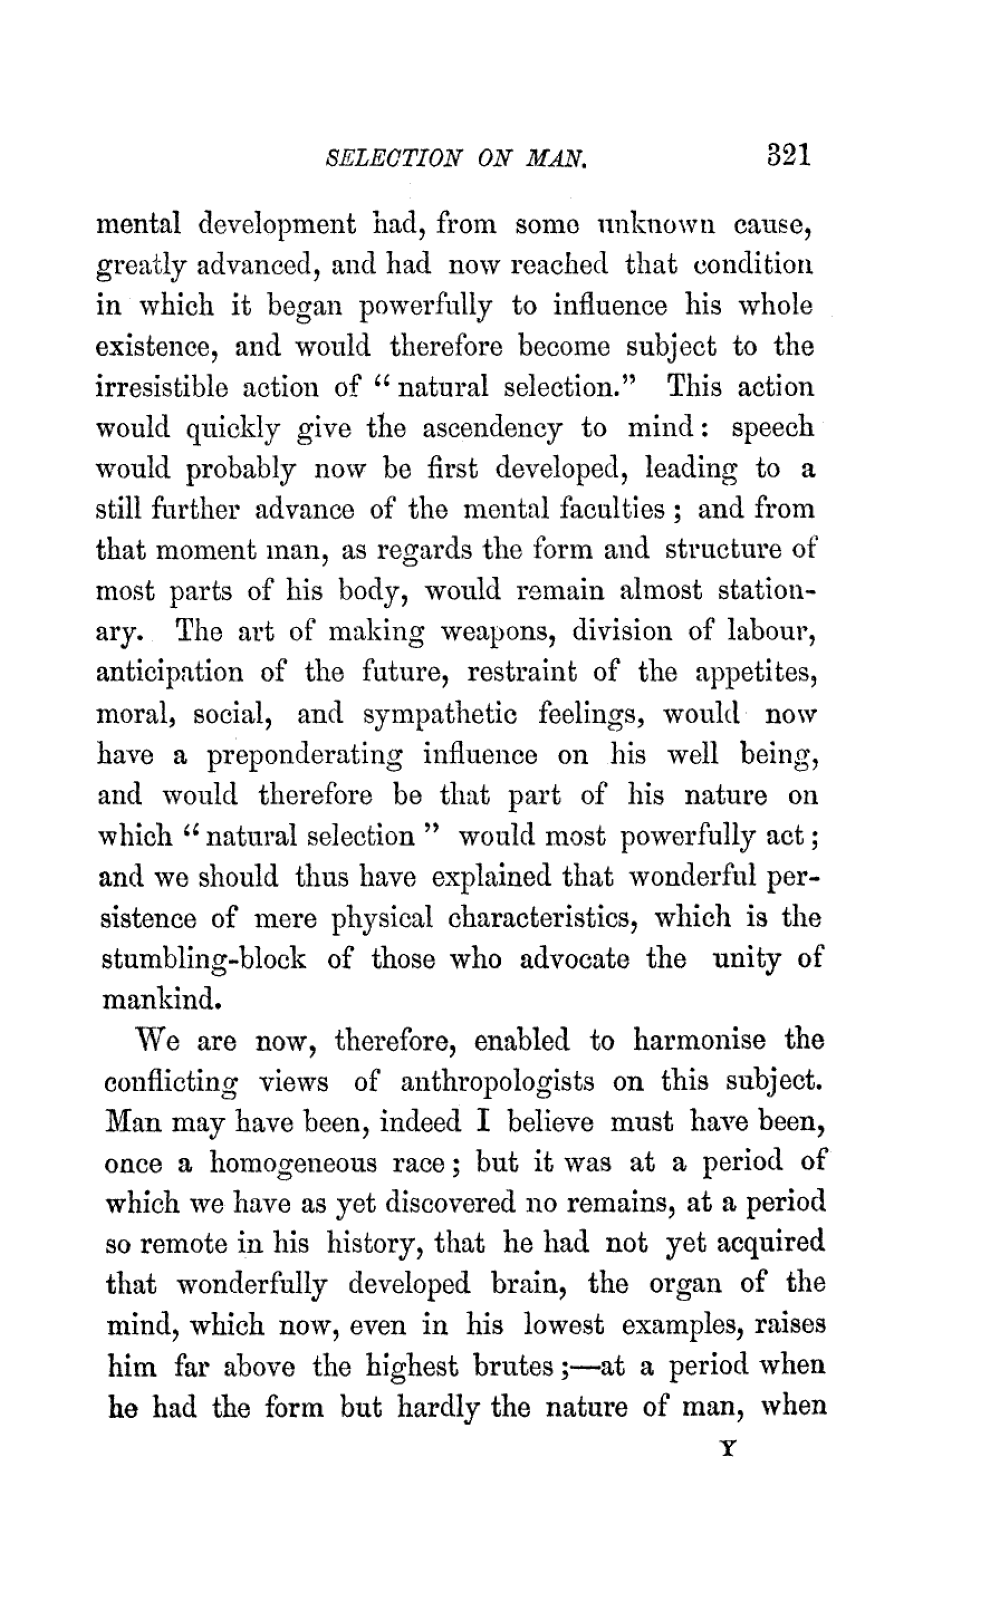 SELECTION ON MAN. 321
mental development had, from some unknown cause,
greatly advanced, and had now reached that condition
in which it began powerfully to influence his whole
existence, and would therefore become subject to the
irresistible action of “natural selection.” This action
would quickly give the ascendency to mind: speech
would probably now be first developed, leading to a
still further advance of the mental faculties; and from
that moment man, as regards the form and structure of
most parts of his body, would remain almost station-
ary. The art of making weapons, division of labour,
anticipation of the future, restraint of the appetites,
moral, social, and sympathetic feelings, would now
have a preponderating influence on his well being,
and would therefore be that part of his nature on
which “natural selection” would most powerfully act;
and we should thus have explained that wonderful per-
sistence of mere physical characteristics, which is the
stumbling-block of those who advocate the unity of
mankind.
We are now, therefore, enabled to harmonise the
conflicting views of anthropologists on this subject.
Man may have been, indeed I believe must have been,
once a homogeneous race; but it was at a period of
which we have as yet discovered no remains, at a period
so remote in his history, that he had not yet acquired
that wonderfully developed brain, the organ of the
mind, which now, even in his lowest examples, raises
him far above the highest brutes;—at a period when
he had the form but hardly the nature of man, when
Y